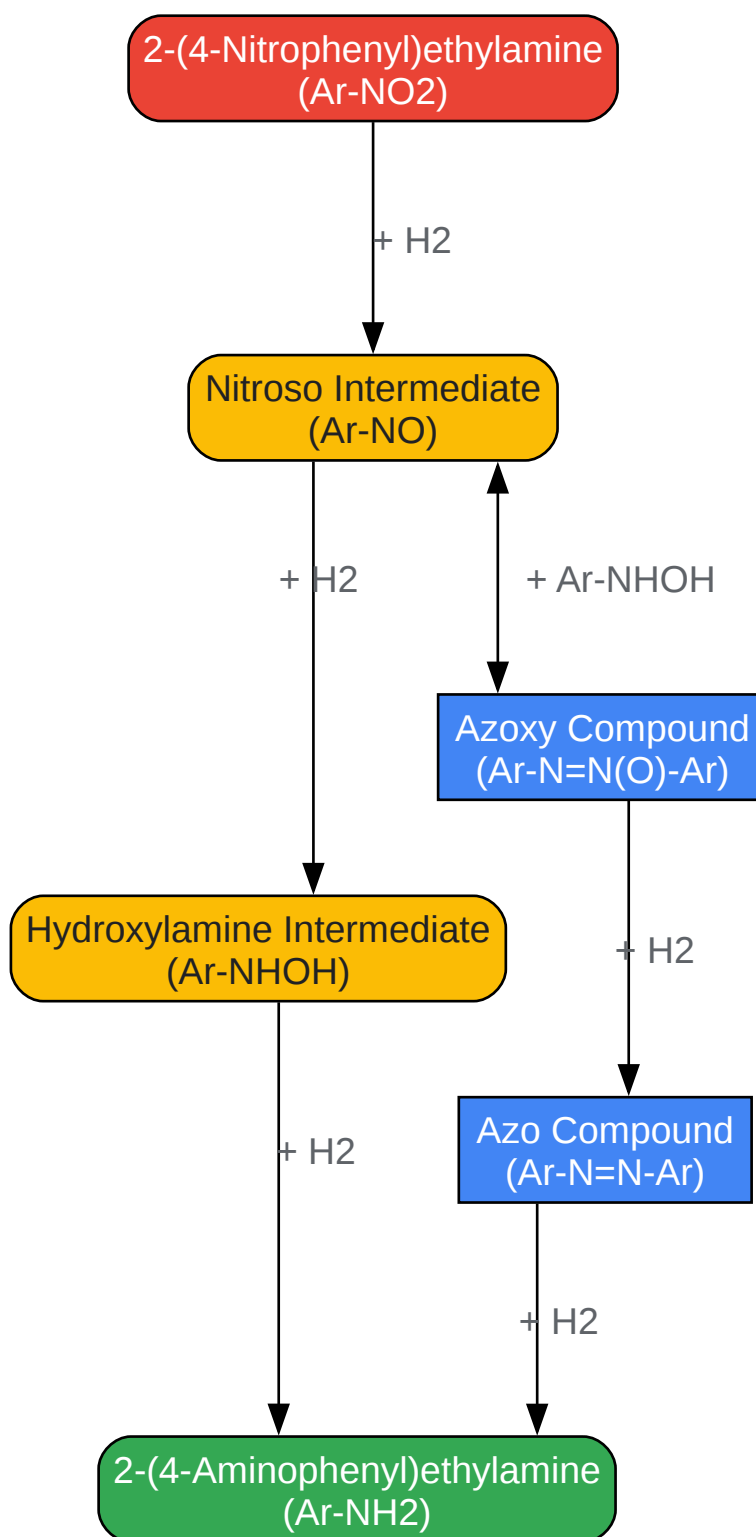 2-(4-Nitrophenyl)ethylamine
(Ar-NO2)
+ H2
Nitroso Intermediate
(Ar-NO)
+ H2
+ Ar-NHOH
Azoxy Compound
(Ar-N=N(O)-Ar)
Hydroxylamine Intermediate
(Ar-NHOH)
+ H2
Azo Compound
(Ar-N=N-Ar)
+ H2
+ H2
2-(4-Aminophenyl)ethylamine
(Ar-NH2)